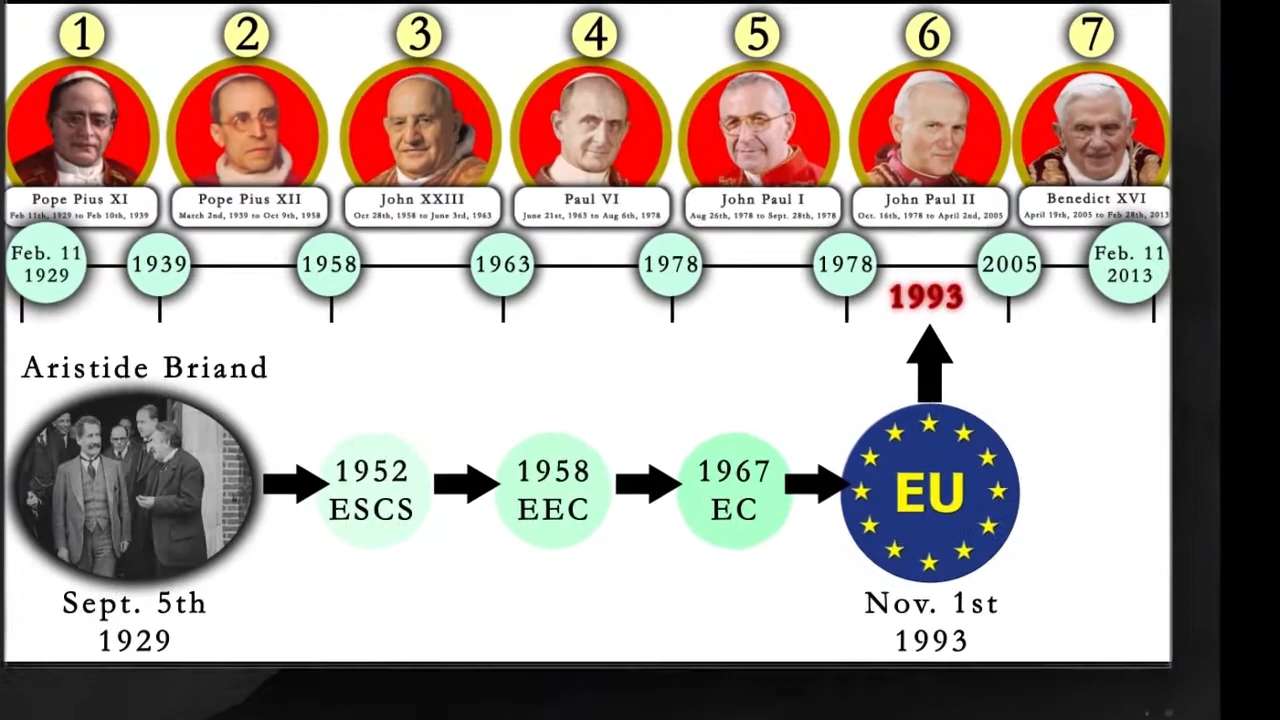 1 2 3 4 5 6 7
Pope Pius XI
Feb 11th, 1929 to Feb 10th, 1939
Pope Pius XII
March 2nd, 1939 to Oct 9th, 1958
John XXIII
Oct 28th, 1958 to June 3rd, 1963
Paul VI
June 21st, 1963 to Aug 6th, 1978
John Paul I
Aug 26th, 1978 to Sept. 28th, 1978
John Paul II
Oct. 16th, 1978 to April 2nd, 2005
Benedict XVI
April 19th, 2005 to Feb 28th, 2013
Feb. 11
1929
1939
1958
1963
1978
1978
2005
Feb. 11
2013
1993
Aristide Briand
1952
ESCS
1958
EEC
1967
EC
EU
Sept. 5th
1929
Nov. 1st
1993